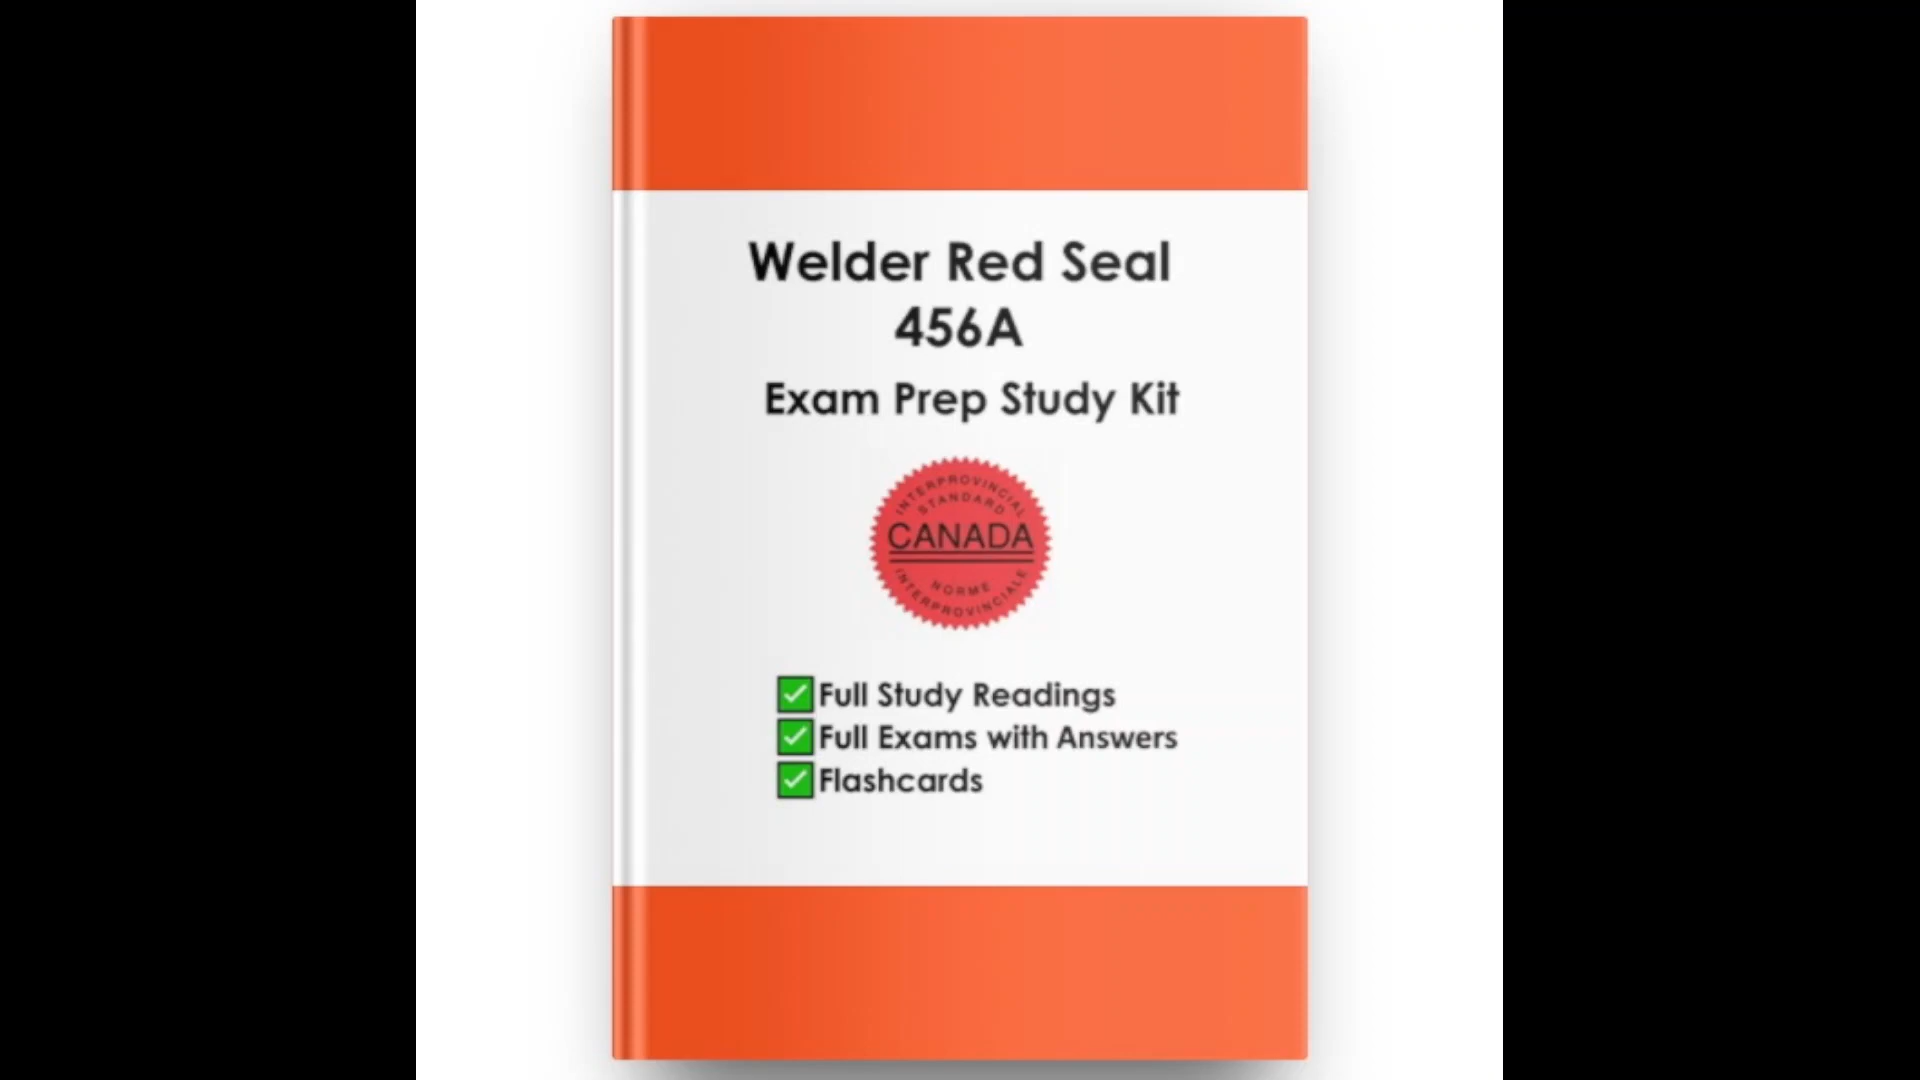 Welder Red Seal
456A
Exam Prep Study Kit
INTERPROVINCIAL
STANDARD
CANADA
NORME
INTERPROVINCIALE
Full Study Readings
Full Exams with Answers
Flashcards